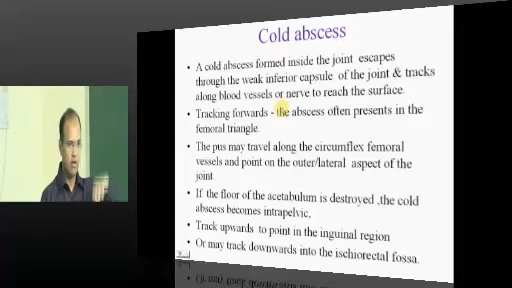 Cold abscess
• A cold abscess formed inside the joint escapes
through the weak inferior capsule of the joint & tracks
along blood vessels or nerve to reach the surface.
• Tracking forwards - the abscess often presents in the
femoral triangle.
• The pus may travel along the circumflex femoral
vessels and point on the outer/lateral aspect of the
joint
• If the floor of the acetabulum is destroyed ,the cold
abscess becomes intrapelvic,
• Track upwards to point in the inguinal region
• Or may track downwards into the ischiorectal fossa.